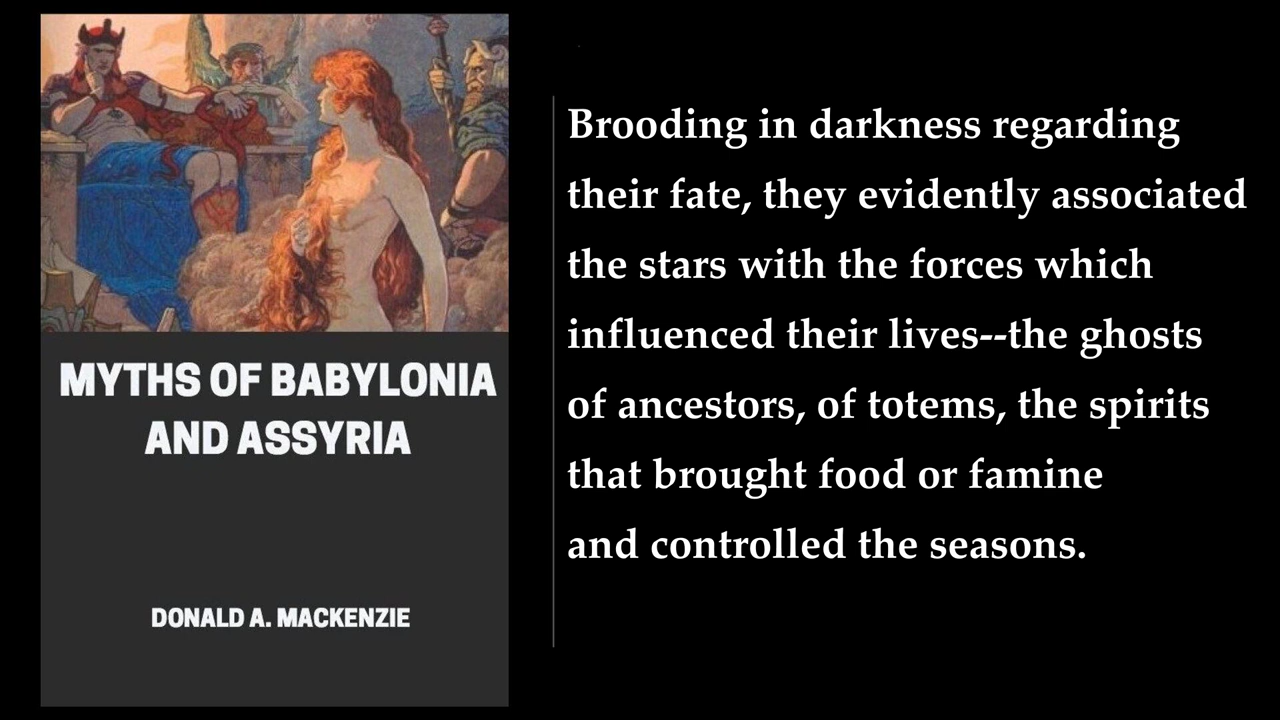 MYTHS OF BABYLONIA
AND ASSYRIA
DONALD A. MACKENZIE
Brooding in darkness regarding
their fate, they evidently associated
the stars with the forces which
influenced their lives--the ghosts
of ancestors, of totems, the spirits
that brought food or famine
and controlled the seasons.